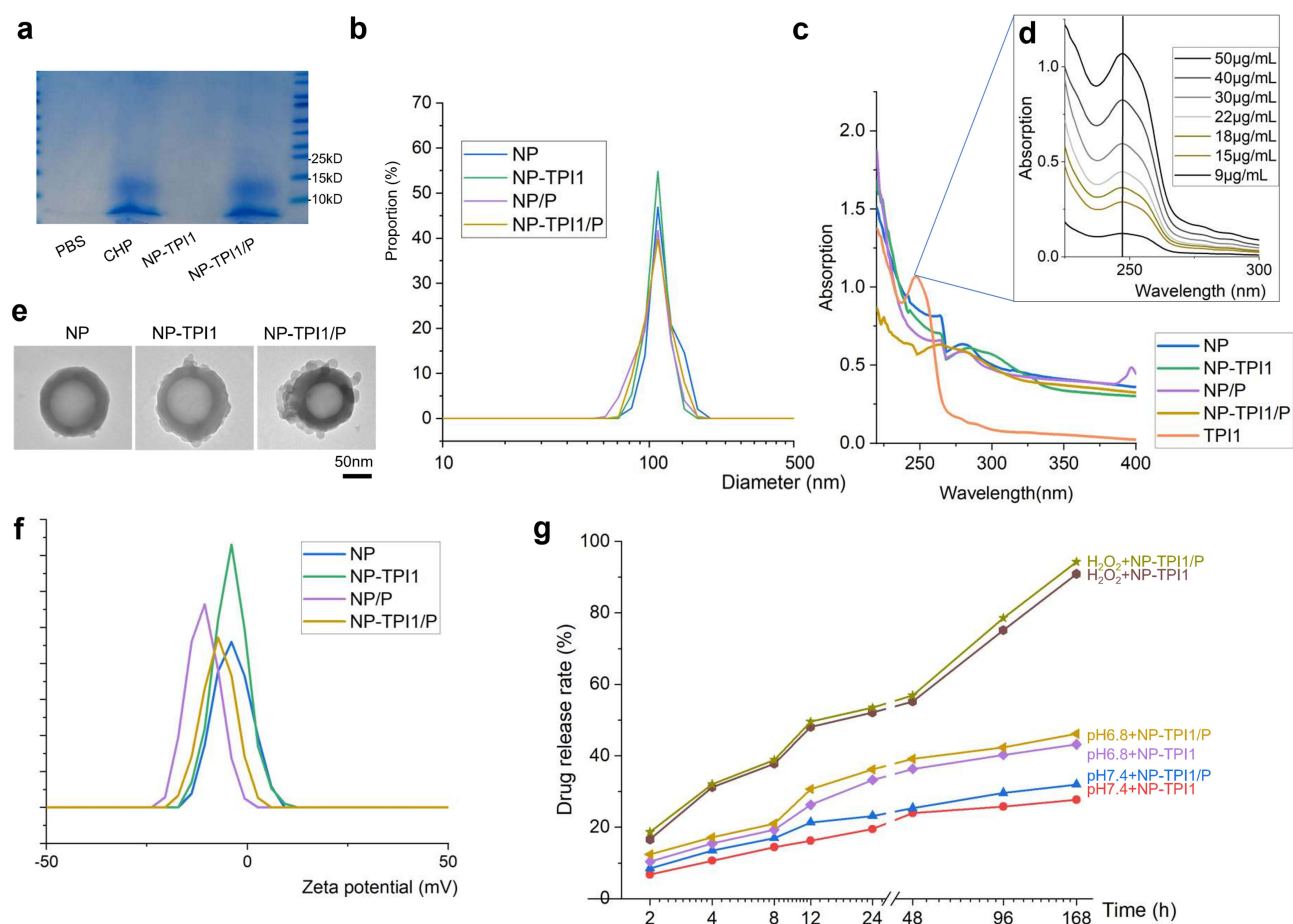 a
-25kD
-15kD
-10kD
PBS
CHP
NP-TPI1
NP-TPI1/P
b
70
60
50
40
30
20
10
0
Proportion (%)
NP
NP-TPI1
NP/P
NP-TPI1/P
10
100
500
Diameter (nm)
c
2.0
1.5
1.0
0.5
0.0
Absorption
250
300
350
400
Wavelength(nm)
NP
NP-TPI1
NP/P
NP-TPI1/P
TPI1
d
1.0
0.5
0.0
Absorption
50µg/mL
40µg/mL
30µg/mL
22µg/mL
18µg/mL
15µg/mL
9µg/mL
250
300
Wavelength (nm)
e
NP
NP-TPI1
NP-TPI1/P
50nm
f
NP
NP-TPI1
NP/P
NP-TPI1/P
-50
0
50
Zeta potential (mV)
g
100
80
60
40
20
0
Drug release rate (%)
H₂O₂+NP-TPI1/P
H₂O₂+NP-TPI1
pH6.8+NP-TPI1/P
pH6.8+NP-TPI1
pH7.4+NP-TPI1/P
pH7.4+NP-TPI1
2
4
8
12
24
48
96
168
Time (h)